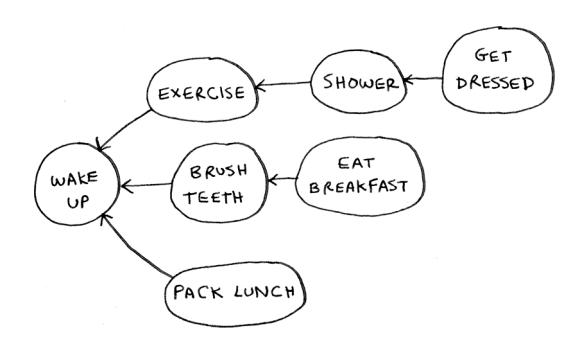 GET
DRESSED
SHOWER
EXERCISE
EAT
BREAKFAST
BRUSH
TEETH
WAKE
UP
PACK LUNCH